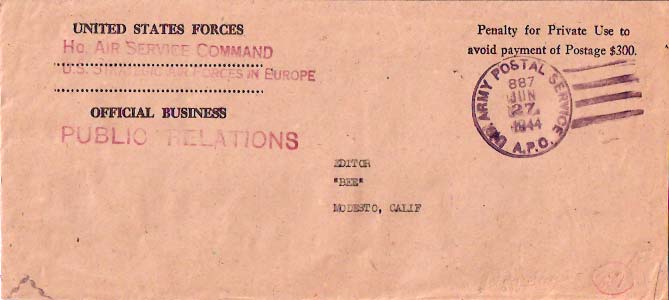 UNITED STATES FORCES
HQ. AIR SERVICE COMMAND
U.S. STRATEGIC AIR FORCES IN EUROPE
OFFICIAL BUSINESS
PUBLIC RELATIONS
Penalty for Private Use to
avoid payment of Postage $300.
U.S. ARMY POSTAL SERVICE
887
JUN
27
1944
A.P.O.
EDITOR
"BEE"
MODESTO, CALIF